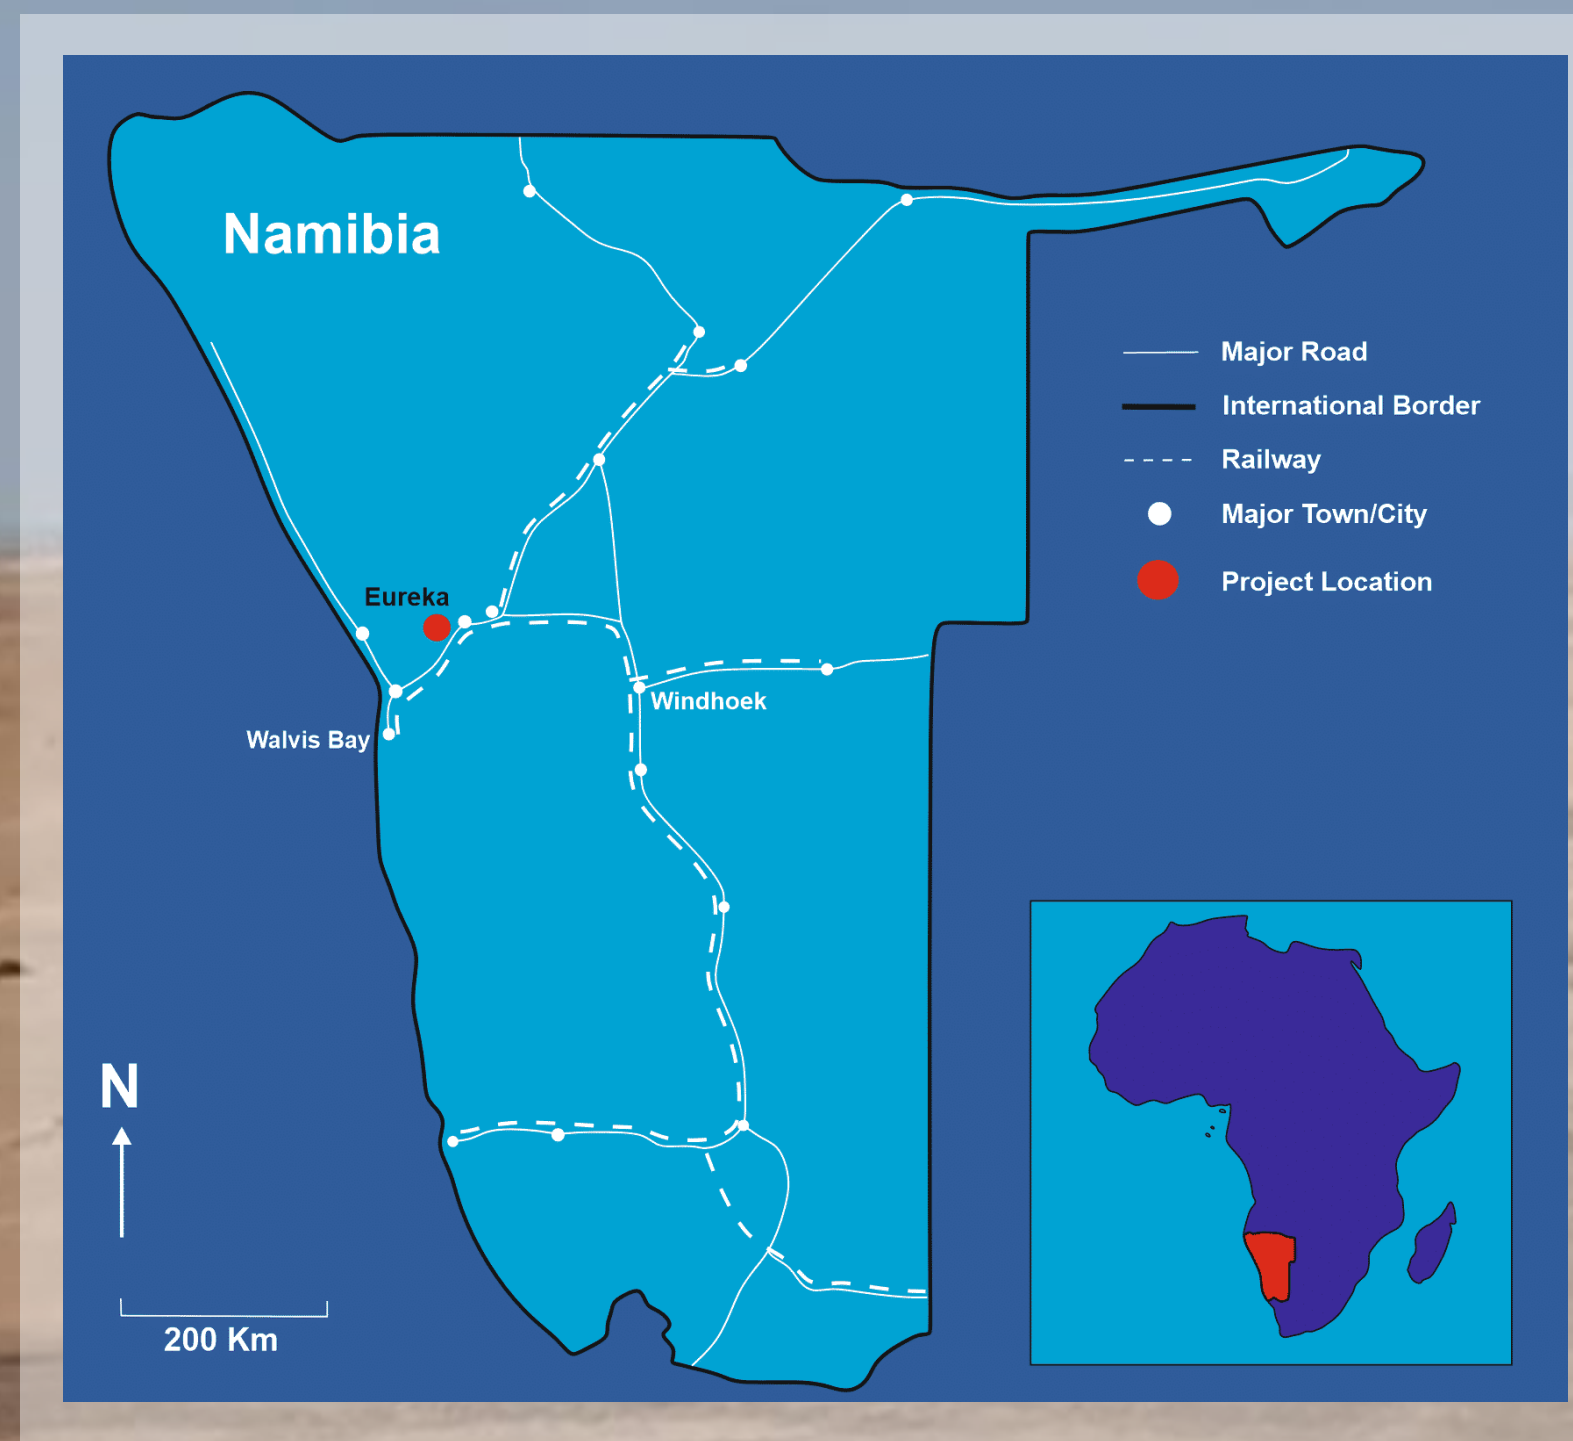 Namibia
Major Road
International Border
Railway
Major Town/City
Project Location
Eureka
Windhoek
Walvis Bay
N
200 Km